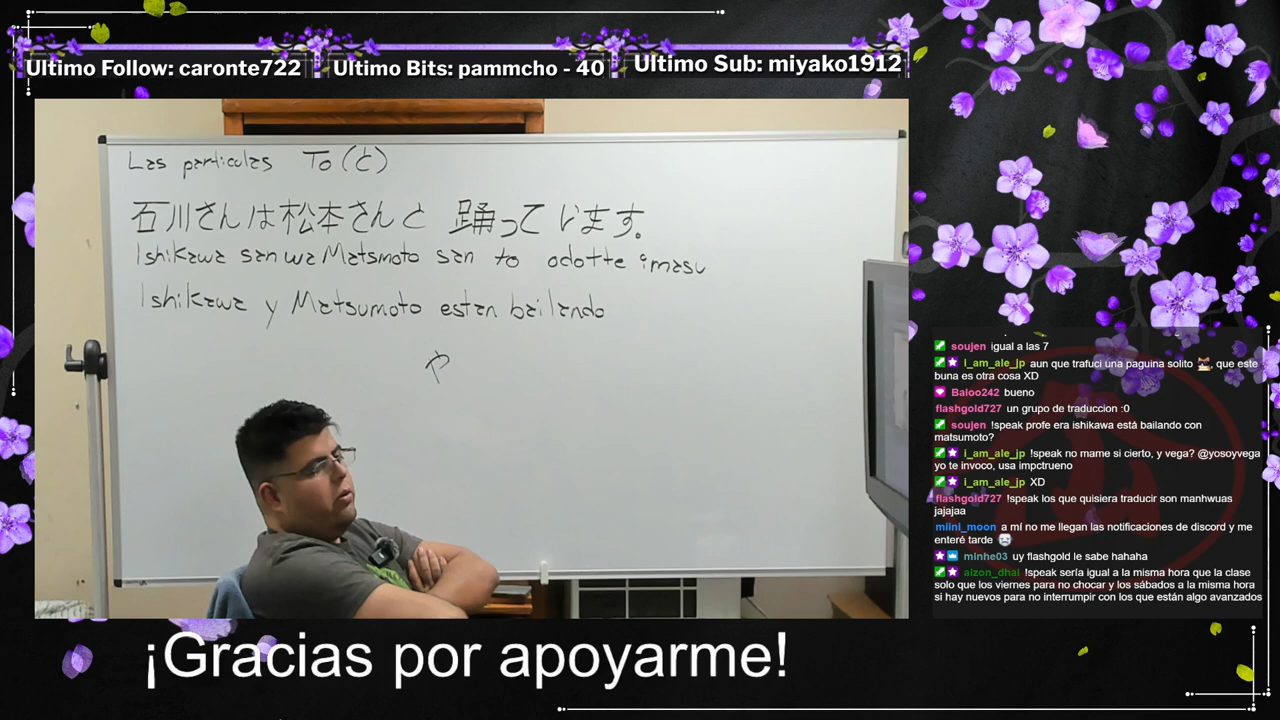 Ultimo Follow: caronte722
Ultimo Bits: pammcho - 40
Ultimo Sub: miyako1912
Las particulas To(と)
石川さんは松本さんと 踊っています。
Ishikawa san wa Matsmoto san to odotte imasu
Ishikawa y Matsumoto estan bailando
や
soujen igual a las 7
i_am_ale_jp aun que trafuci una paguina solito , que este
buna es otra cosa XD
Baloo242 bueno
flashgold727 un grupo de traduccion :0
soujen !speak profe era ishikawa está bailando con
matsumoto?
i_am_ale_jp !speak no mame si cierto, y vega? @yosoyvega
yo te invoco, usa impctrueno
i_am_ale_jp XD
flashgold727 !speak los que quisiera traducir son manhwuas
jajajaa
miini_moon a mí no me llegan las notificaciones de discord y me
enteré tarde
minhe03 uy flashgold le sabe hahaha
aizon_dhal !speak sería igual a la misma hora que la clase
solo que los viernes para no chocar y los sábados a la misma hora
si hay nuevos para no interrumpir con los que están algo avanzados
¡Gracias por apoyarme!